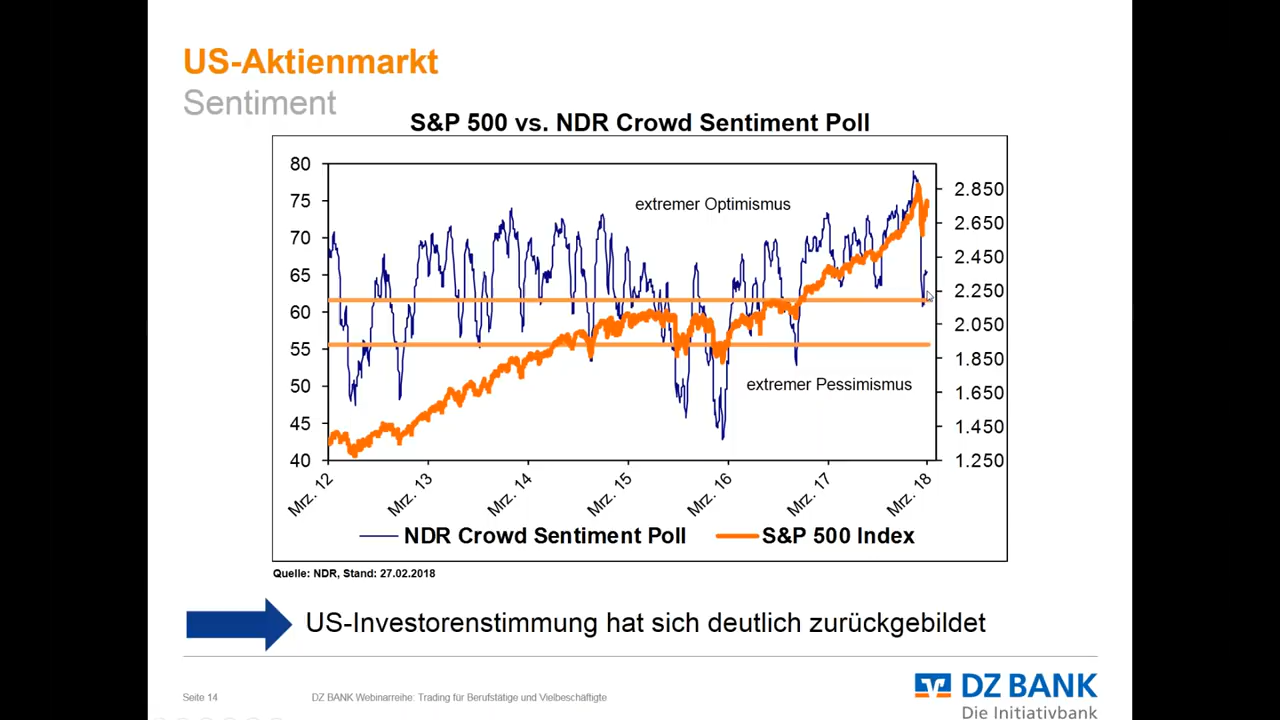 US-Aktienmarkt
Sentiment
S&P 500 vs. NDR Crowd Sentiment Poll
80
75
70
65
60
55
50
45
40
extremer Optimismus
extremer Pessimismus
2.850
2.650
2.450
2.250
2.050
1.850
1.650
1.450
1.250
Mrz. 12
Mrz. 13
Mrz. 14
Mrz. 15
Mrz. 16
Mrz. 17
Mrz. 18
NDR Crowd Sentiment Poll
S&P 500 Index
Quelle: NDR, Stand: 27.02.2018
US-Investorenstimmung hat sich deutlich zurückgebildet
Seite 14
DZ BANK Webinarreihe: Trading für Berufstätige und Vielbeschäftigte
DZ BANK
Die Initiativbank